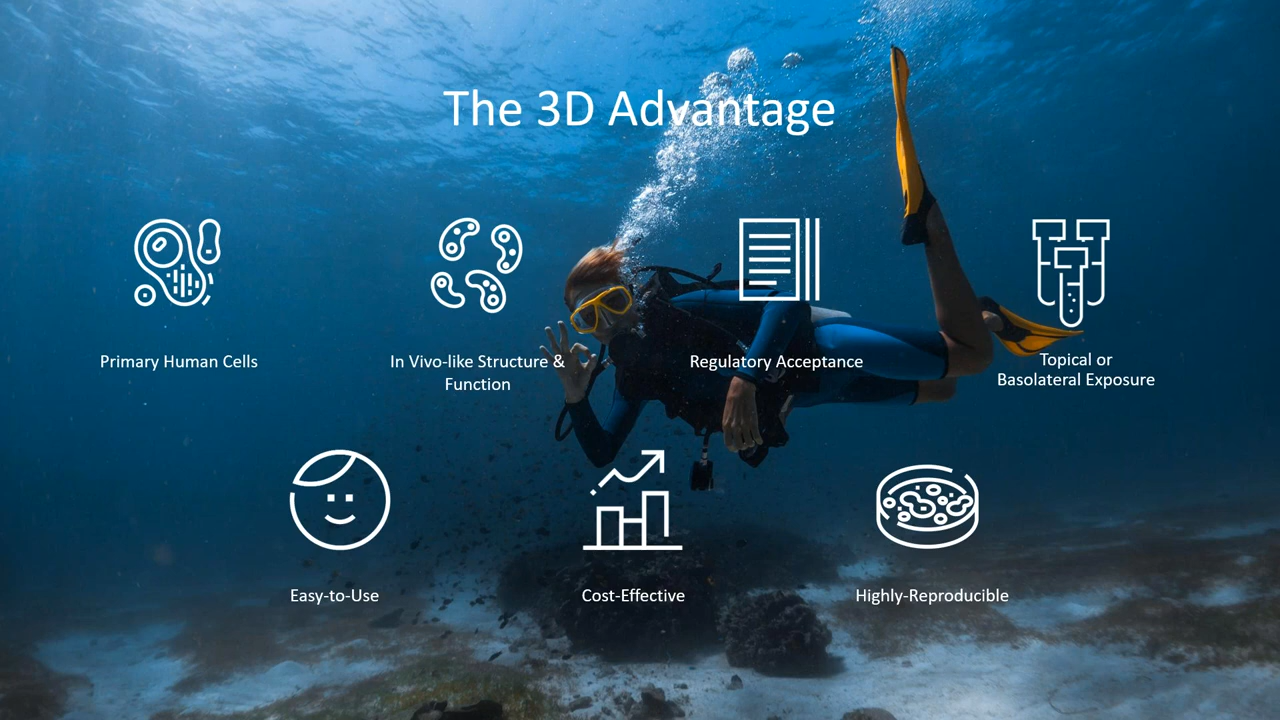 The 3D Advantage
Primary Human Cells
In Vivo-like Structure &
Function
Regulatory Acceptance
Topical or
Basolateral Exposure
Easy-to-Use
Cost-Effective
Highly-Reproducible